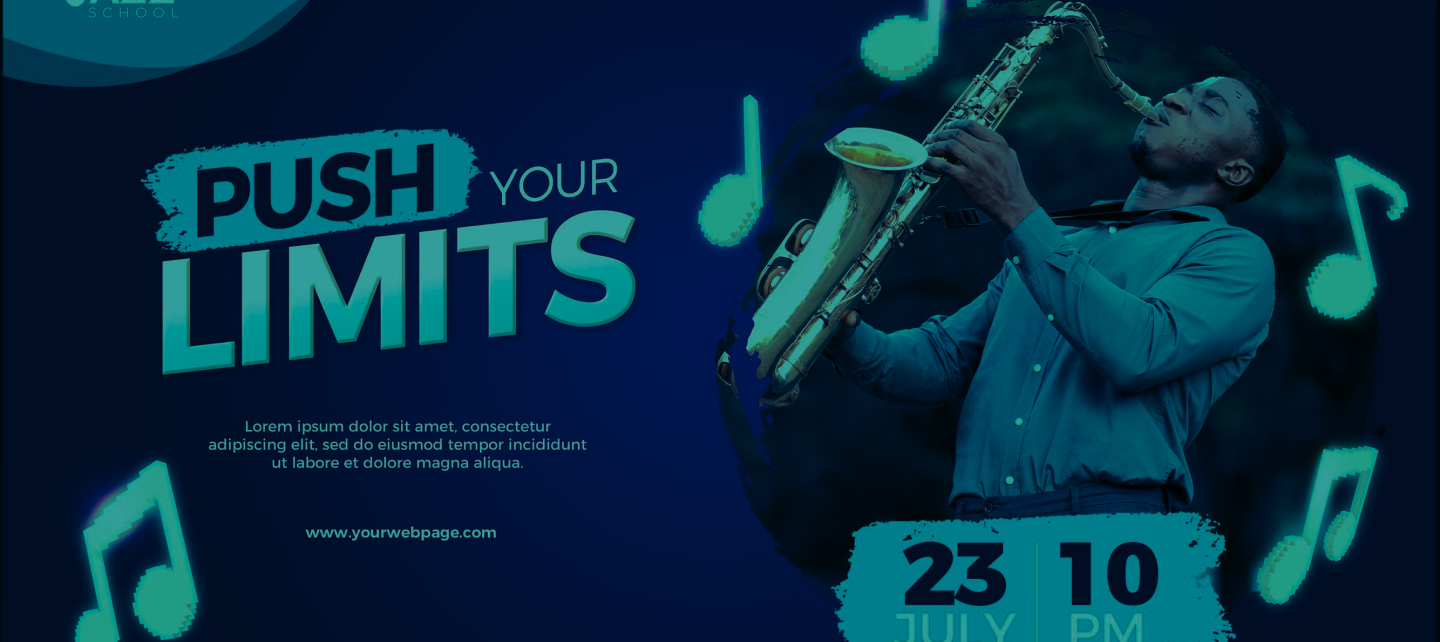 JAZZ
SCHOOL
PUSH YOUR
LIMITS
Lorem ipsum dolor sit amet, consectetur
adipiscing elit, sed do eiusmod tempor incididunt
ut labore et dolore magna aliqua.
www.yourwebpage.com
23 10
JULY PM